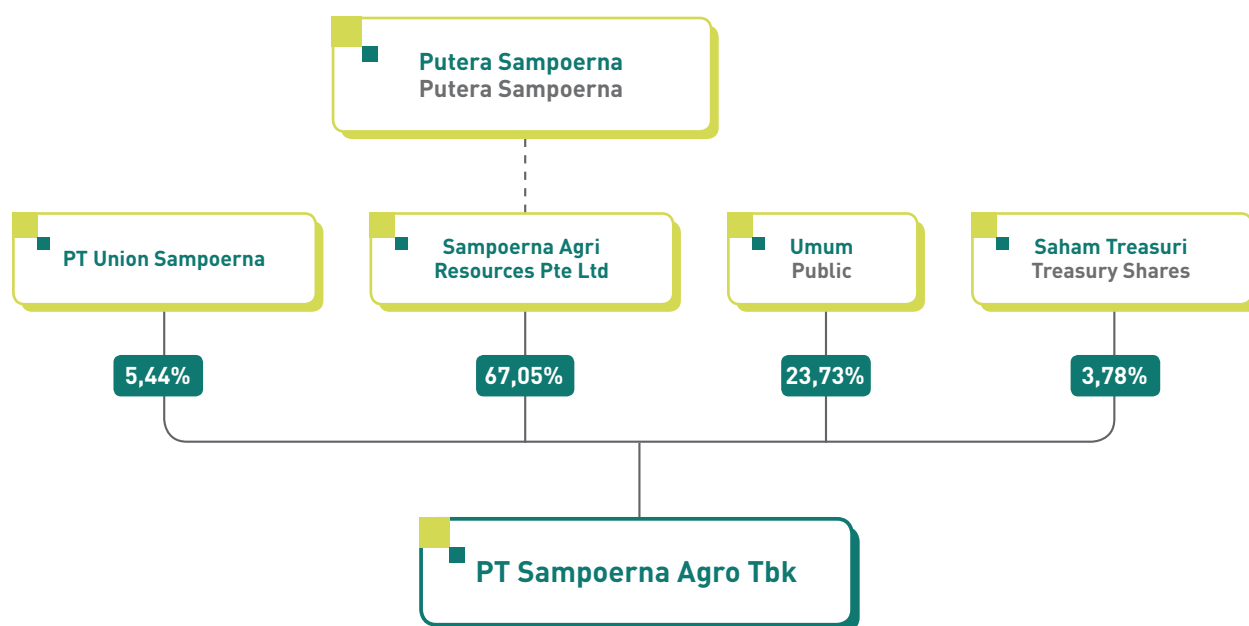 Putera Sampoerna
Putera Sampoerna
PT Union Sampoerna
Sampoerna Agri
Resources Pte Ltd
Umum
Public
Saham Treasuri
Treasury Shares
5,44%
67,05%
23,73%
3,78%
PT Sampoerna Agro Tbk